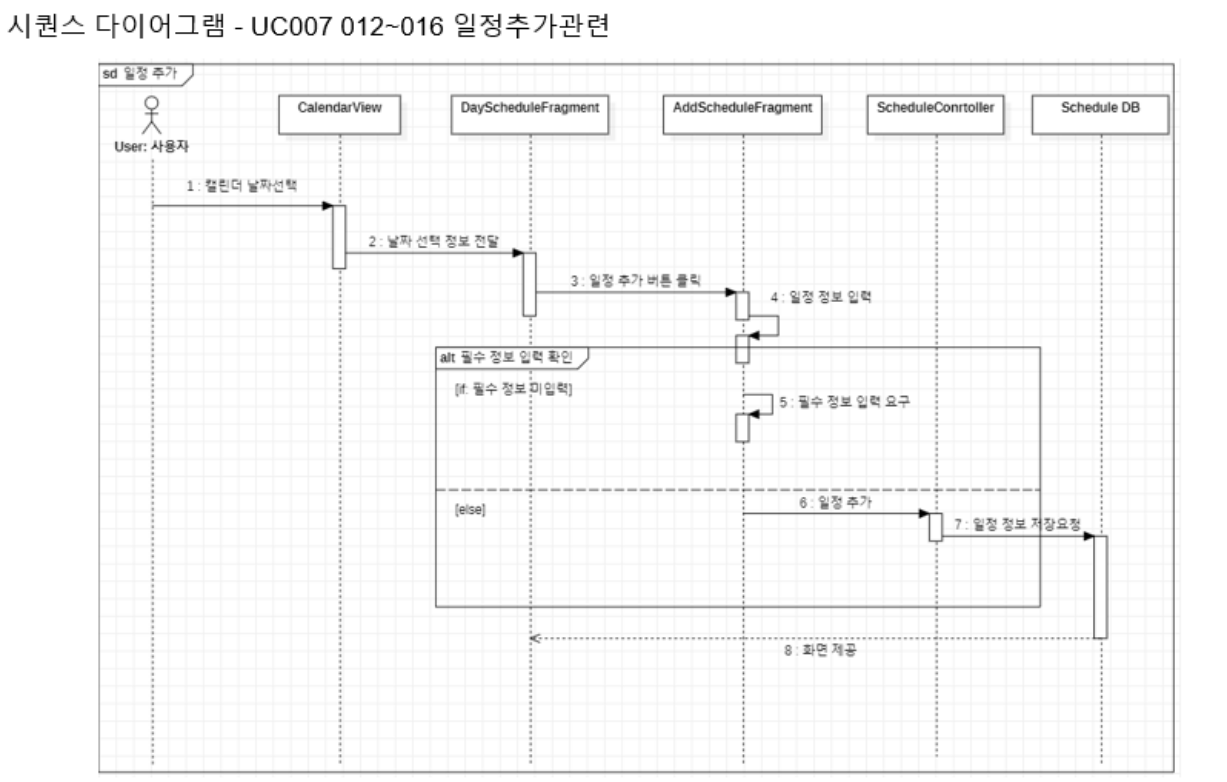 시퀀스 다이어그램 - UC007 012~016 일정추가관련
sd 일정 추가
CalendarView
DayScheduleFragment
AddScheduleFragment
ScheduleConrtoller
Schedule DB
User: 사용자
1 : 캘린더 날짜선택
2 : 날짜 선택 정보 전달
3 : 일정 추가 버튼 클릭
4 : 일정 정보 입력
alt 필수 정보 입력 확인
[if: 필수 정보 미입력]
5 : 필수 정보 입력 요구
[else]
6 : 일정 추가
7 : 일정 정보 저장요청
8 : 화면 제공